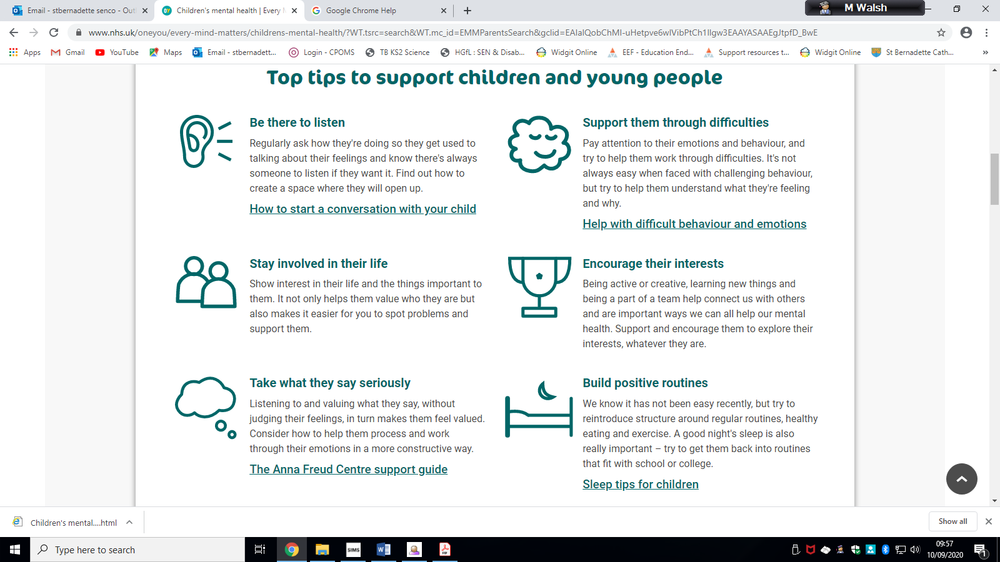 Email - stbernadette senco - Out
Children's mental health | Every M
Google Chrome Help
M Walsh
www.nhs.uk/oneyou/every-mind-matters/childrens-mental-health/?WT.tsrc=search&WT.mc_id=EMMParentsSearch&gclid=EAIaIQobChMI-uHetpve6wIVibPtCh1IIgw3EAAYASAAEgJtpfD_BwE
Apps
Gmail
YouTube
Maps
Email - stbernadett...
Login - CPOMS
TB KS2 Science
HGfL : SEN & Disab...
Widgit Online
EEF - Education End...
Support resources t...
Widgit Online
St Bernadette Cath...
Top tips to support children and young people
Be there to listen
Regularly ask how they're doing so they get used to
talking about their feelings and know there's always
someone to listen if they want it. Find out how to
create a space where they will open up.
How to start a conversation with your child
Support them through difficulties
Pay attention to their emotions and behaviour, and
try to help them work through difficulties. It's not
always easy when faced with challenging behaviour,
but try to help them understand what they're feeling
and why.
Help with difficult behaviour and emotions
Stay involved in their life
Show interest in their life and the things important to
them. It not only helps them value who they are but
also makes it easier for you to spot problems and
support them.
Encourage their interests
Being active or creative, learning new things and
being a part of a team help connect us with others
and are important ways we can all help our mental
health. Support and encourage them to explore their
interests, whatever they are.
Take what they say seriously
Listening to and valuing what they say, without
judging their feelings, in turn makes them feel valued.
Consider how to help them process and work
through their emotions in a more constructive way.
The Anna Freud Centre support guide
Build positive routines
We know it has not been easy recently, but try to
reintroduce structure around regular routines, healthy
eating and exercise. A good night's sleep is also
really important – try to get them back into routines
that fit with school or college.
Sleep tips for children
Children's mental....html
Show all
Type here to search
SIMS
09:57
10/09/2020
1